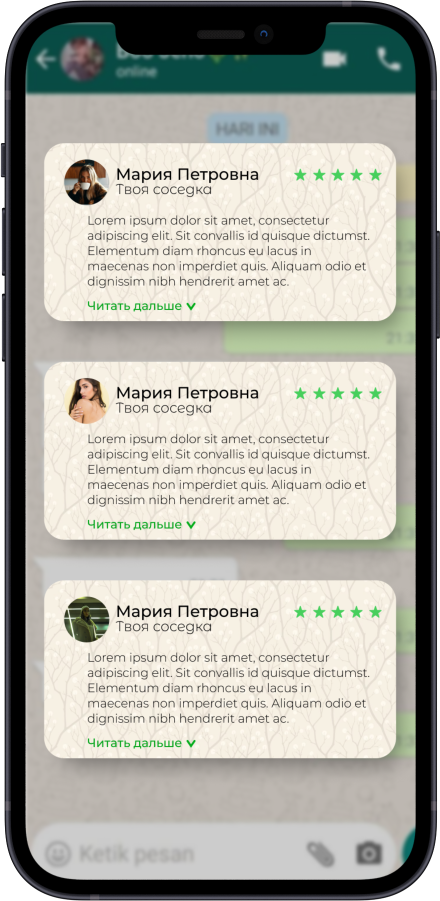 online
HARI INI
Мария Петровна
Твоя соседка
Lorem ipsum dolor sit amet, consectetur
adipiscing elit. Sit convallis id quisque dictumst.
Elementum diam rhoncus eu lacus in
maecenas non imperdiet quis. Aliquam odio et
dignissim nibh hendrerit amet ac.
Читать дальше
Мария Петровна
Твоя соседка
Lorem ipsum dolor sit amet, consectetur
adipiscing elit. Sit convallis id quisque dictumst.
Elementum diam rhoncus eu lacus in
maecenas non imperdiet quis. Aliquam odio et
dignissim nibh hendrerit amet ac.
Читать дальше
Мария Петровна
Твоя соседка
Lorem ipsum dolor sit amet, consectetur
adipiscing elit. Sit convallis id quisque dictumst.
Elementum diam rhoncus eu lacus in
maecenas non imperdiet quis. Aliquam odio et
dignissim nibh hendrerit amet ac.
Читать дальше
Ketik pesan